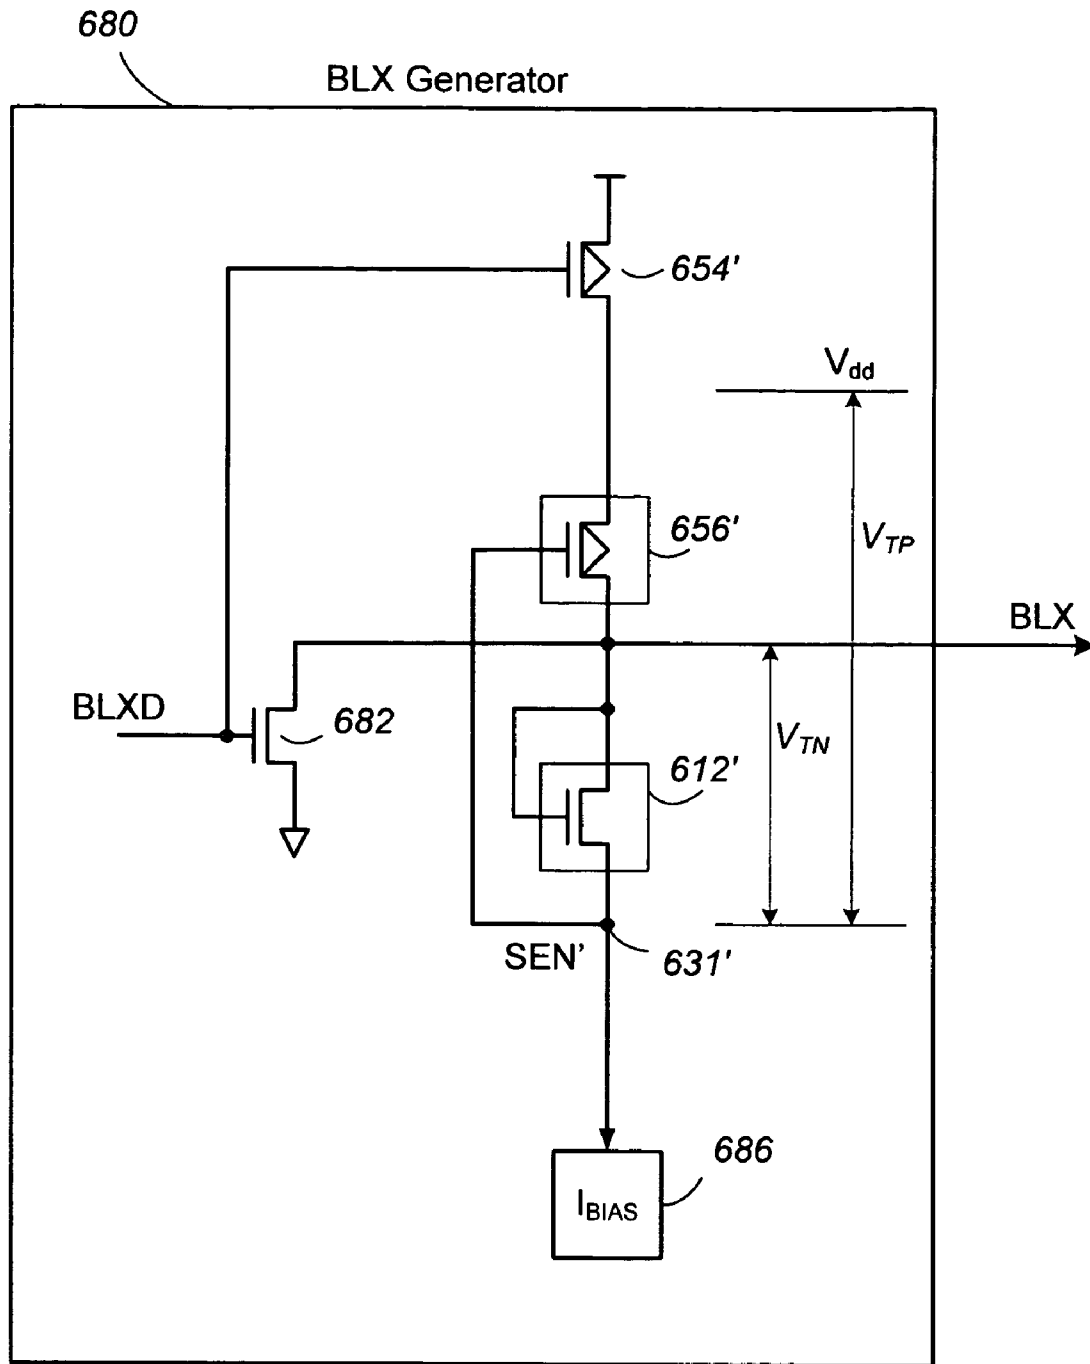 680
BLX Generator
654'
Vdd
656'
VTP
BLX
BLXD
682
VTN
612'
SEN’
631'
686
IBIAS